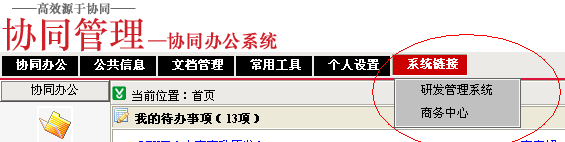 ——高效源于协同——
协同管理—协同办公系统
协同办公 公共信息 文档管理 常用工具 个人设置 系统链接
研发管理系统
商务中心
协同办公
当前位置：首页
我的待办事项（13项）